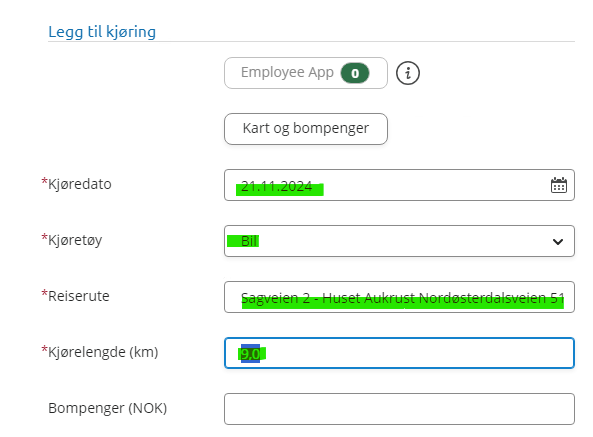 Legg til kjøring
Employee App 0
Kart og bompenger
*Kjøredato 21.11.2024
*Kjøretøy Bil
*Reiserute Sagveien 2 - Huset Aukrust Nordøsterdalsveien 51
*Kjørelengde (km) 9,0
Bompenger (NOK)